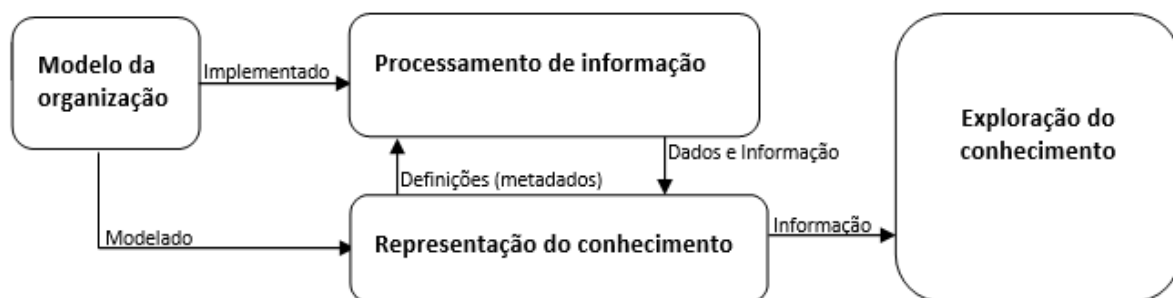 Modelo da
organização
Implementado
Processamento de informação
Definições (metadados)
Dados e Informação
Modelado
Representação do conhecimento
Informação
Exploração do
conhecimento